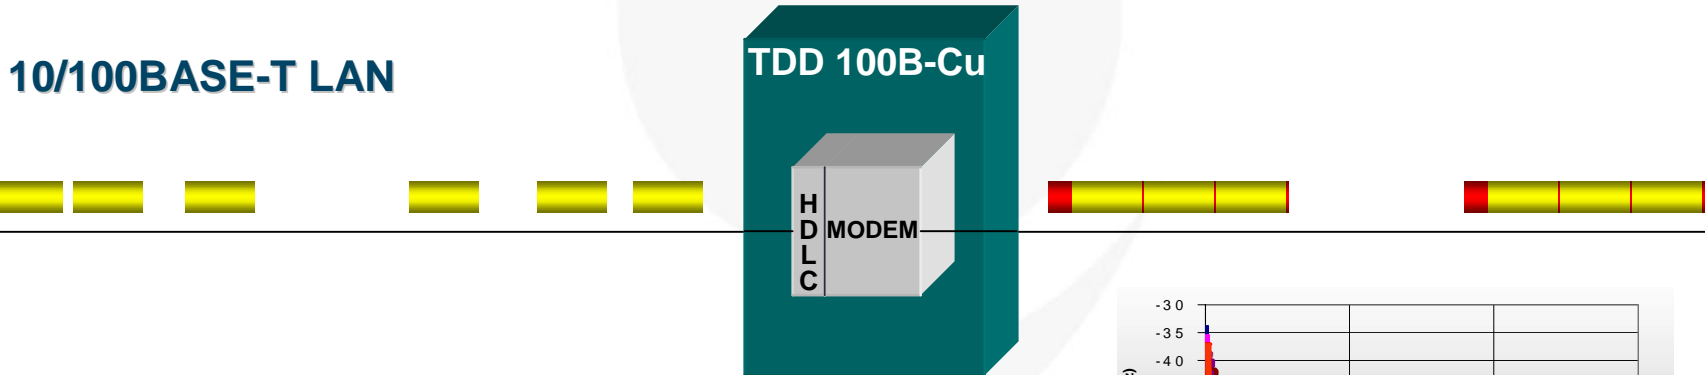 TDD 100B-Cu
10/100BASE-T LAN
H
D
L
C
MODEM
-30
-35
-40